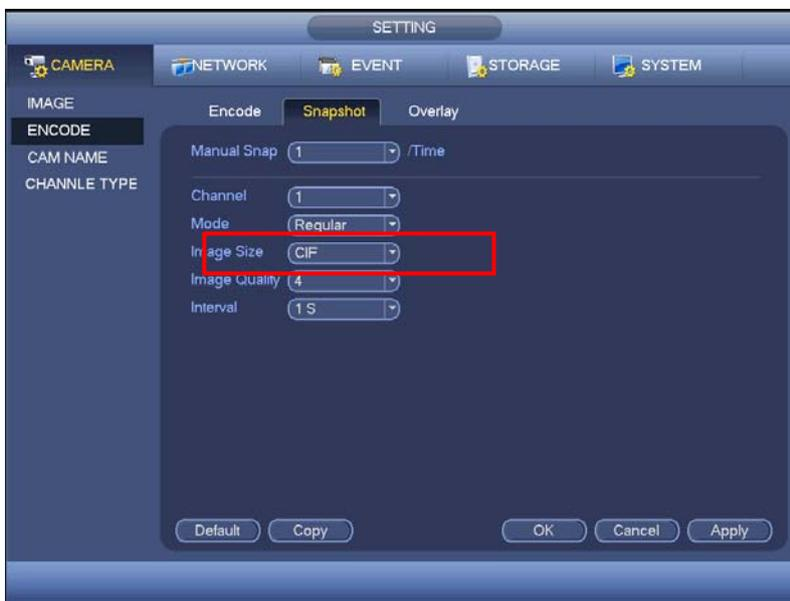 SETTING
CAMERA NETWORK EVENT STORAGE SYSTEM
IMAGE
ENCODE
CAM NAME
CHANNLE TYPE
Encode Snapshot Overlay
Manual Snap 1 /Time
Channel 1
Mode Regular
Image Size CIF
Image Quality 4
Interval 1 S
Default Copy OK Cancel Apply